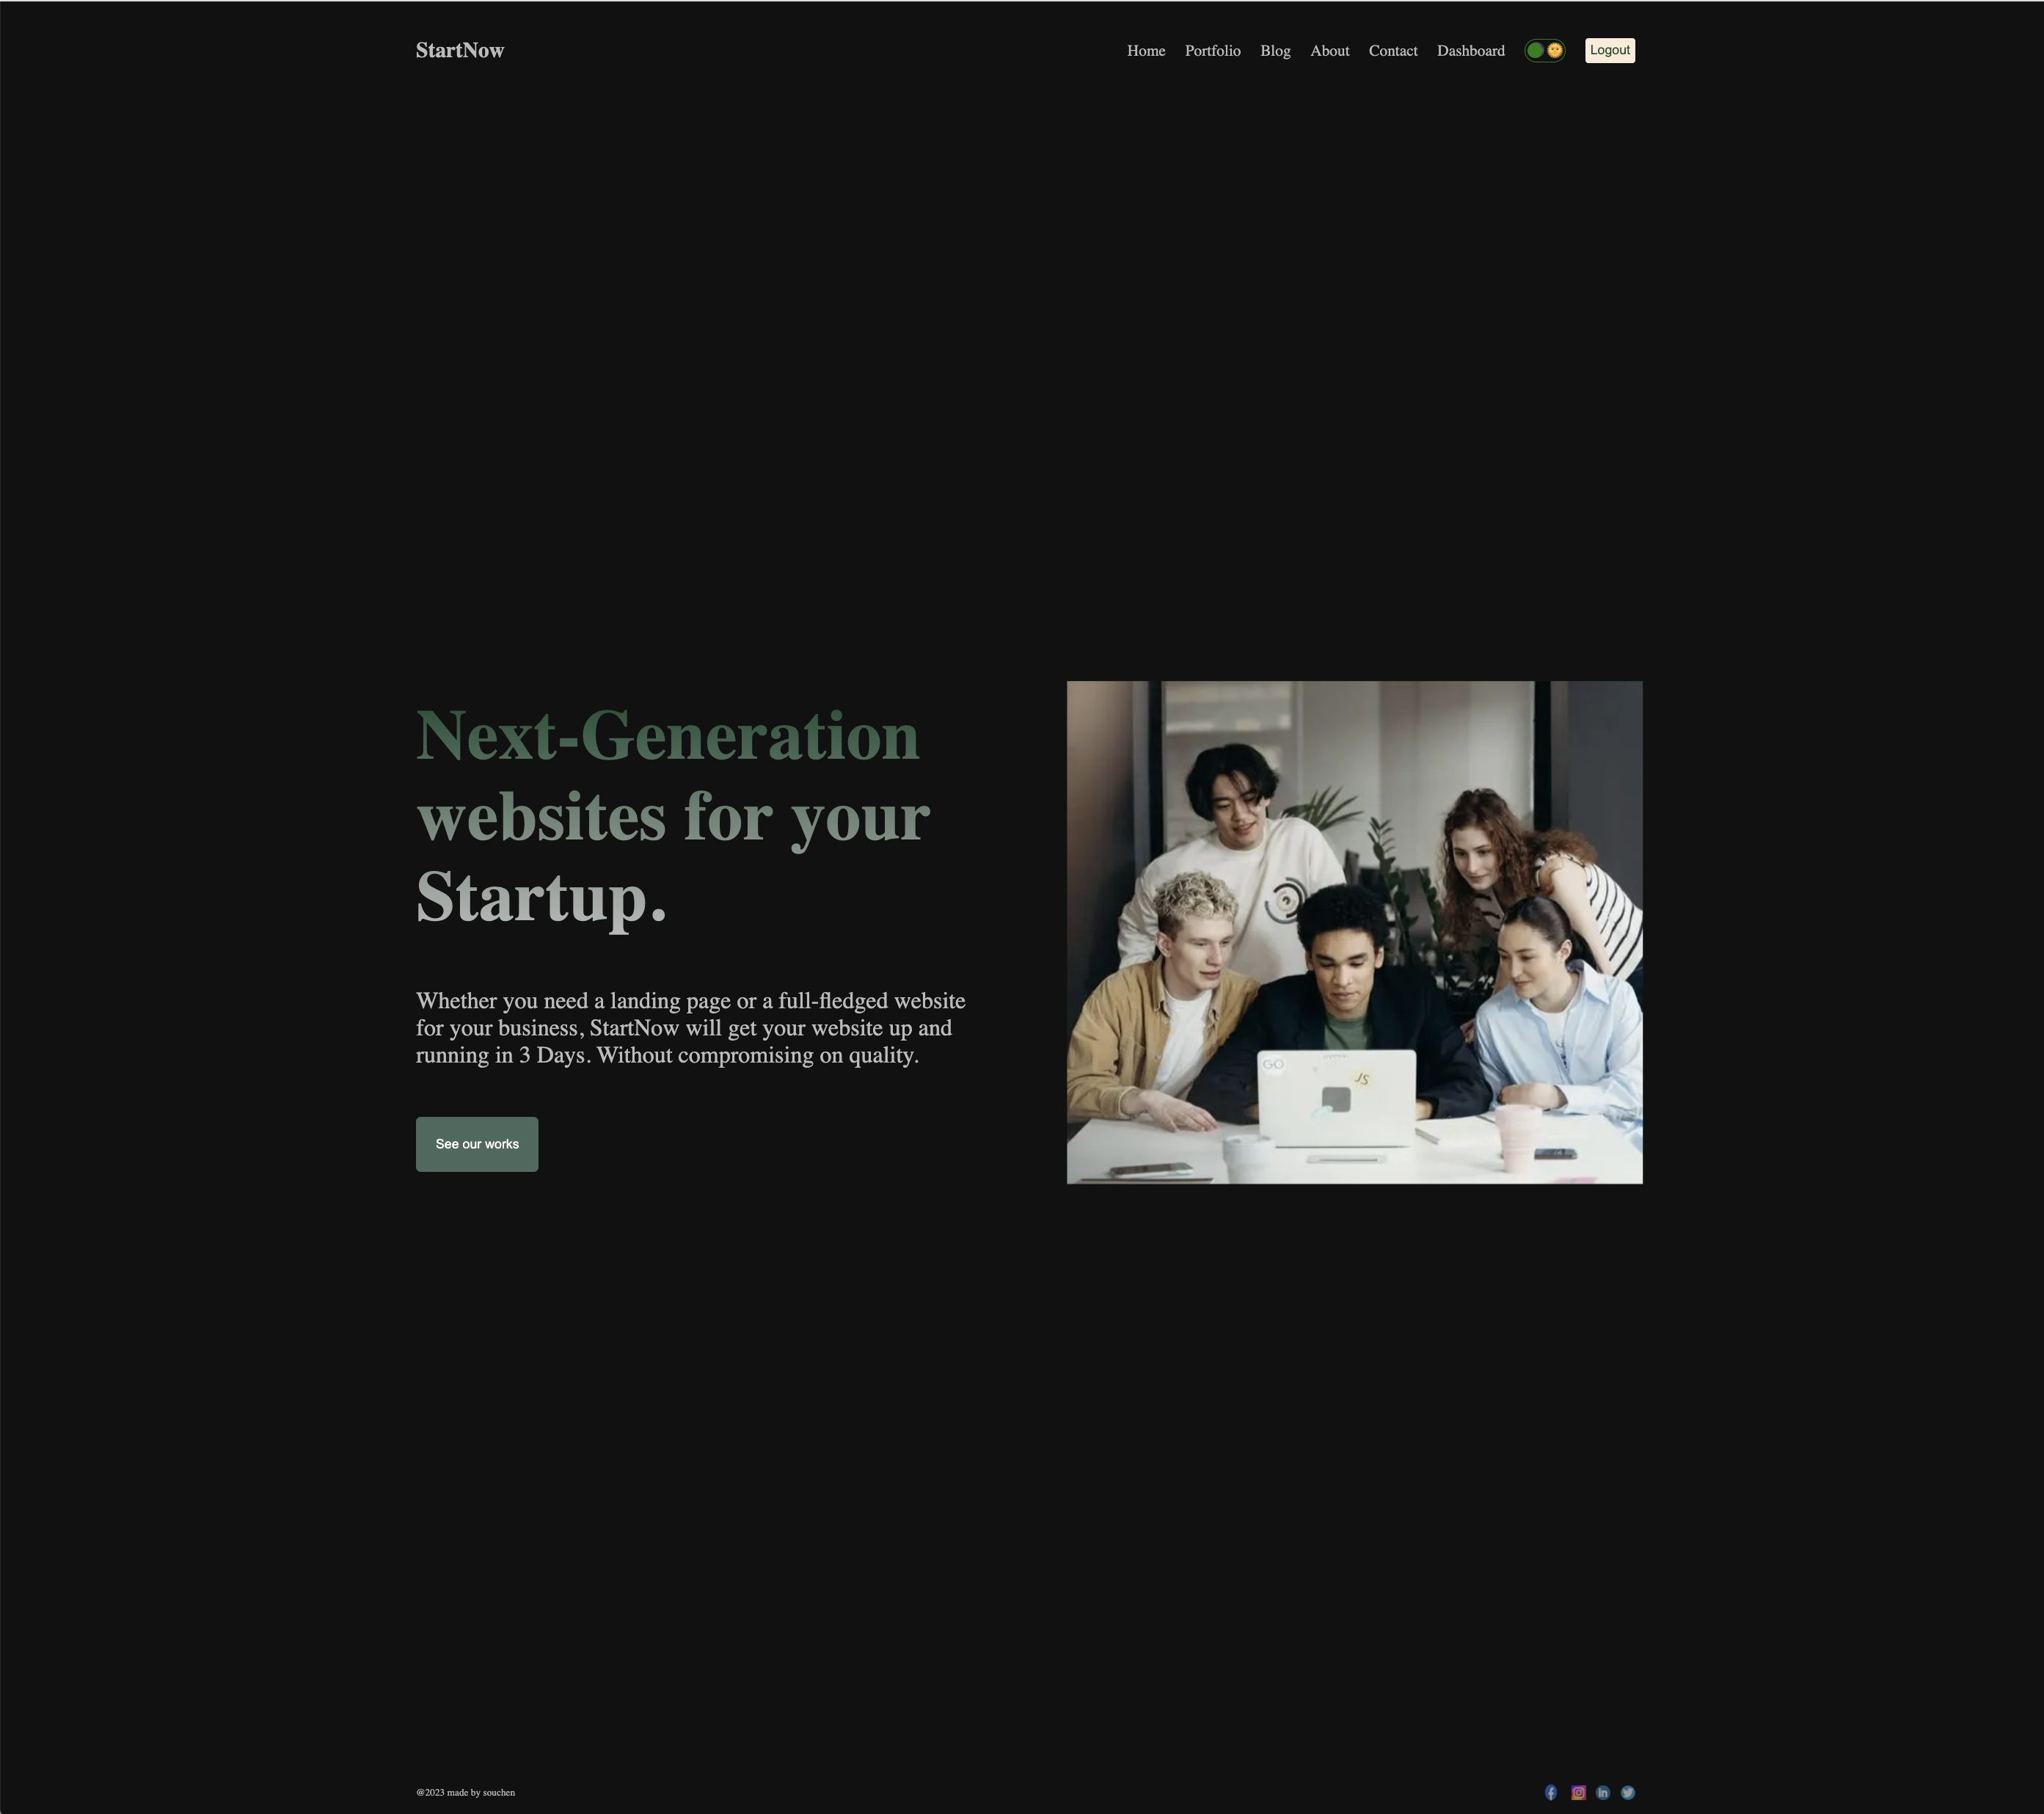 StartNow
Home Portfolio Blog About Contact Dashboard Logout
Next-Generation
websites for your
Startup.
Whether you need a landing page or a full-fledged website
for your business, StartNow will get your website up and
running in 3 Days. Without compromising on quality.
See our works
GO
JS
@2023 made by souchen